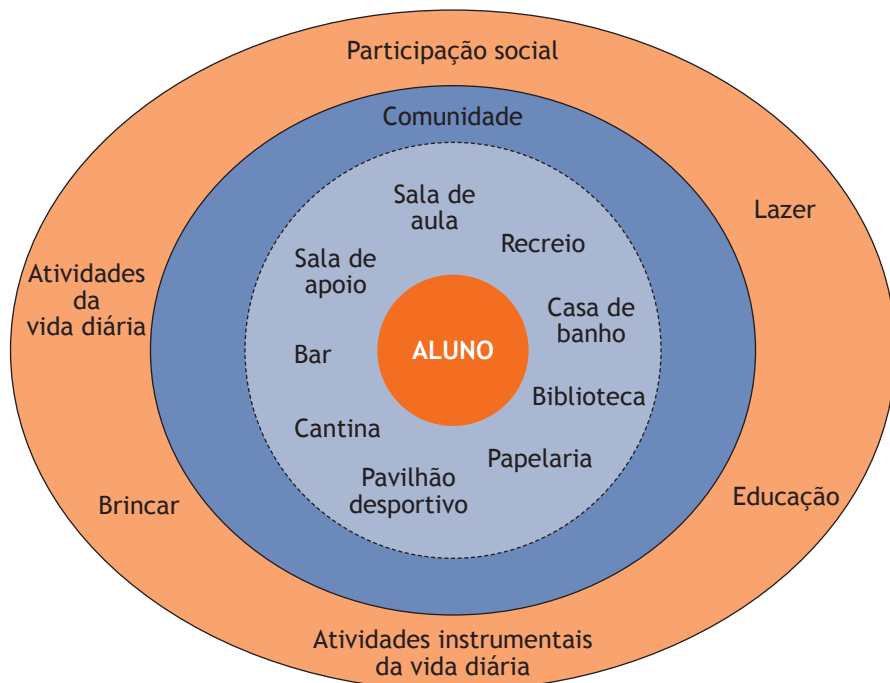 Participação social
Comunidade
Sala de
aula
Lazer
Recreio
Sala de
apoio
Atividades
da
vida diária
Casa de
banho
ALUNO
Bar
Biblioteca
Cantina
Papelaria
Pavilhão
desportivo
Brincar
Educação
Atividades instrumentais
da vida diária